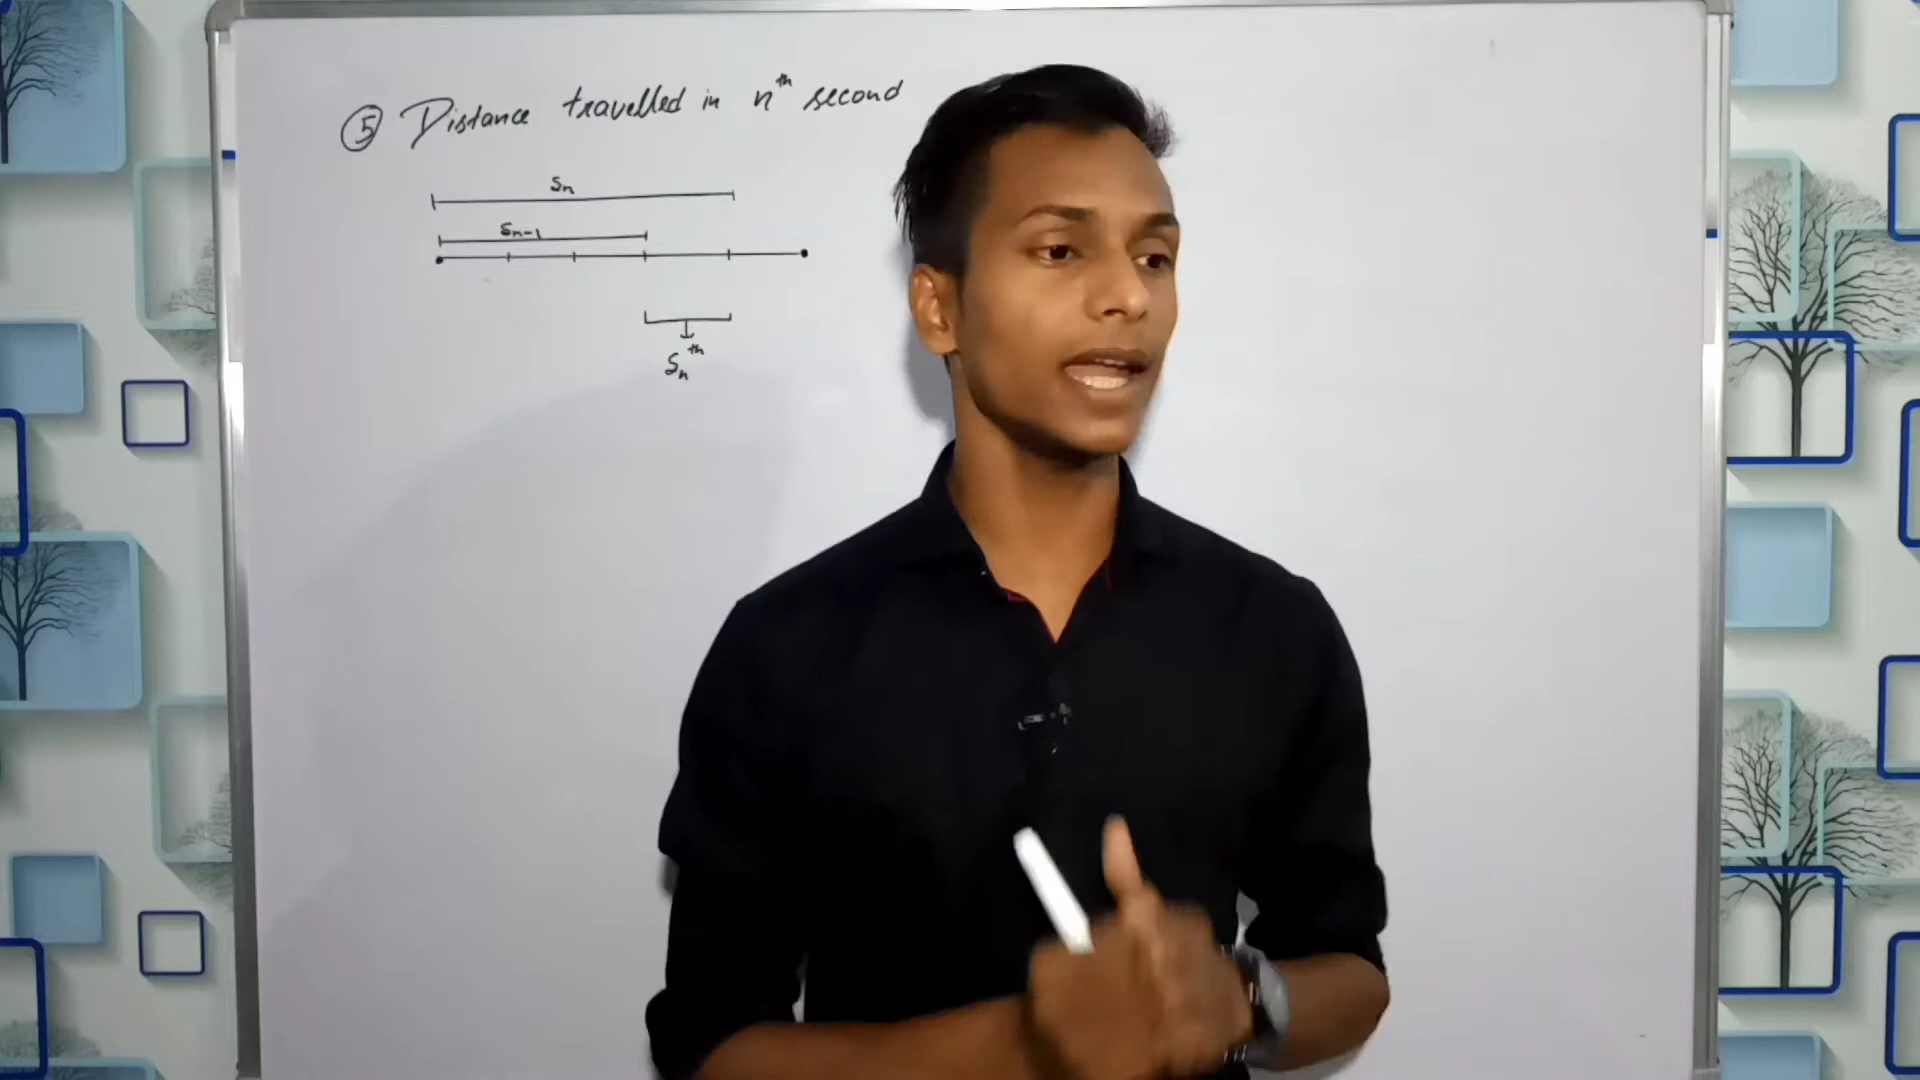 ⑤ Distance travelled in nᵗʰ second
Sₙ
Sₙ₋₁
Sₙᵗʰ